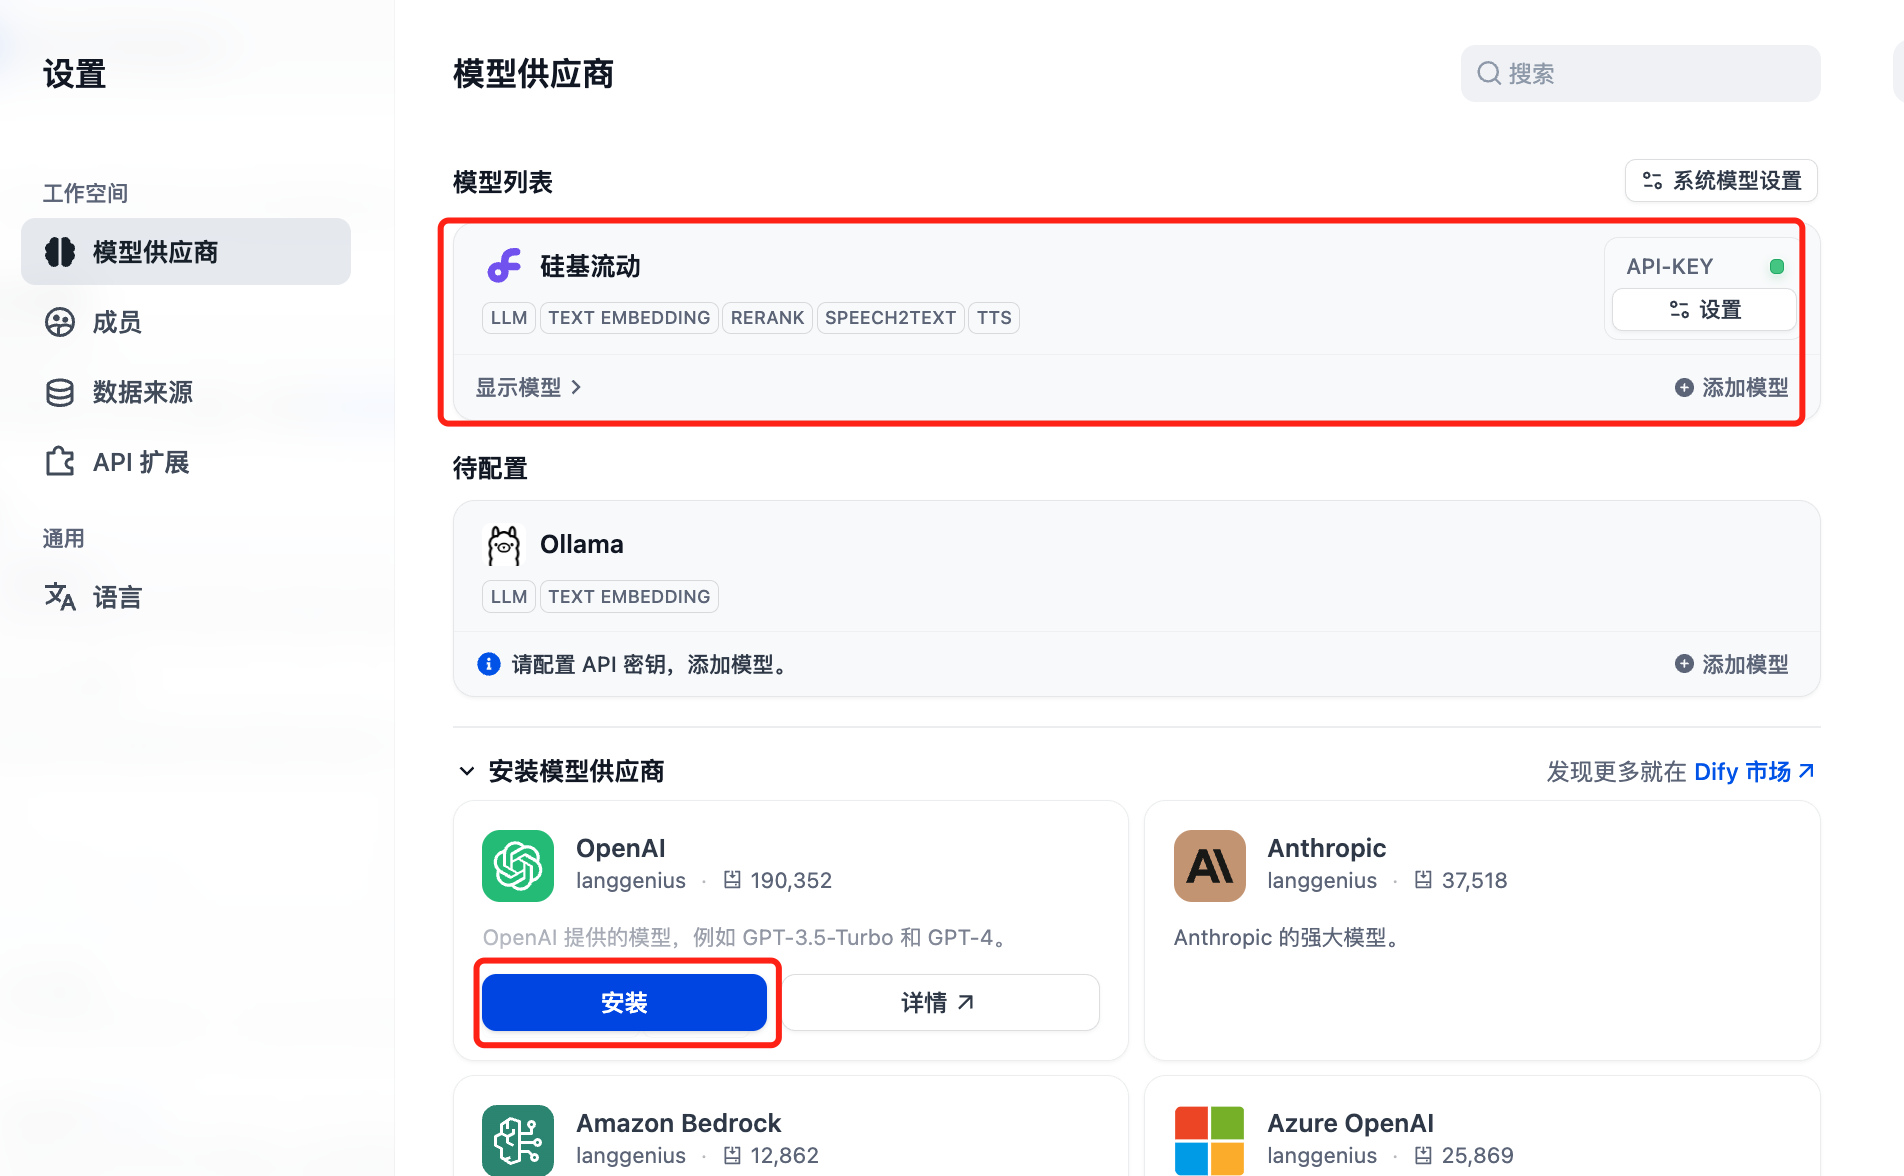 设置
工作空间
模型供应商
成员
数据来源
API 扩展
通用
语言
模型供应商
搜索
模型列表
系统模型设置
硅基流动
LLM TEXT EMBEDDING RERANK SPEECH2TEXT TTS
API-KEY
设置
显示模型
添加模型
待配置
Ollama
LLM TEXT EMBEDDING
请配置 API 密钥，添加模型。
添加模型
安装模型供应商
发现更多就在 Dify 市场
OpenAI
langgenius · 190,352
OpenAI 提供的模型，例如 GPT-3.5-Turbo 和 GPT-4。
安装
详情
Anthropic
langgenius · 37,518
Anthropic 的强大模型。
Amazon Bedrock
langgenius · 12,862
Azure OpenAI
langgenius · 25,869